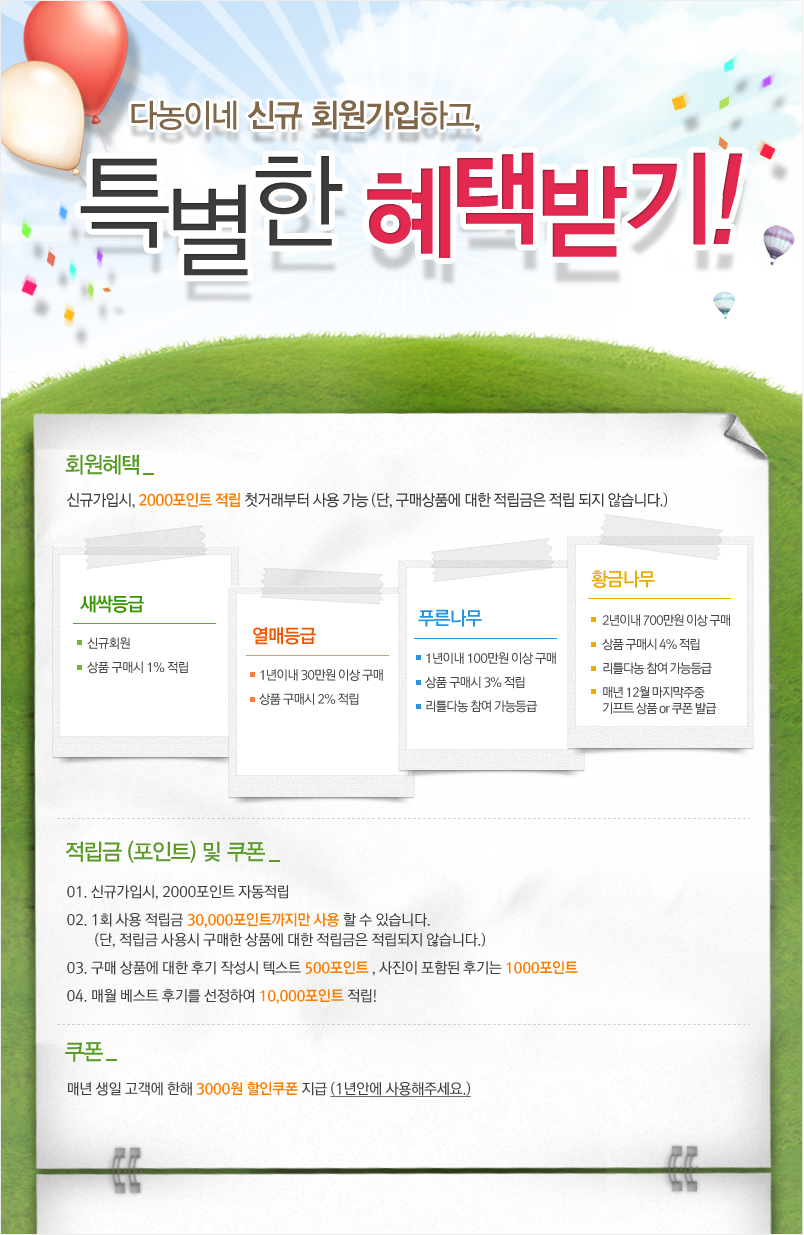 다농이네 신규 회원가입하고,
특별한 혜택받기!
회원혜택_
신규가입시, 2000포인트 적립 첫거래부터 사용 가능 (단, 구매상품에 대한 적립금은 적립 되지 않습니다.)
새싹등급
신규회원
상품 구매시 1% 적립
열매등급
1년이내 30만원 이상 구매
상품 구매시 2% 적립
푸른나무
1년이내 100만원 이상 구매
상품 구매시 3% 적립
리틀다농 참여 가능등급
황금나무
2년이내 700만원 이상 구매
상품 구매시 4% 적립
리틀다농 참여 가능등급
매년 12월 마지막주중
기프트 상품 or 쿠폰 발급
적립금 (포인트) 및 쿠폰_
01. 신규가입시, 2000포인트 자동적립
02. 1회 사용 적립금 30,000포인트까지만 사용 할 수 있습니다.
(단, 적립금 사용시 구매한 상품에 대한 적립금은 적립되지 않습니다.)
03. 구매 상품에 대한 후기 작성시 텍스트 500포인트 , 사진이 포함된 후기는 1000포인트
04. 매월 베스트 후기를 선정하여 10,000포인트 적립!
쿠폰_
매년 생일 고객에 한해 3000원 할인쿠폰 지급 (1년안에 사용해주세요.)